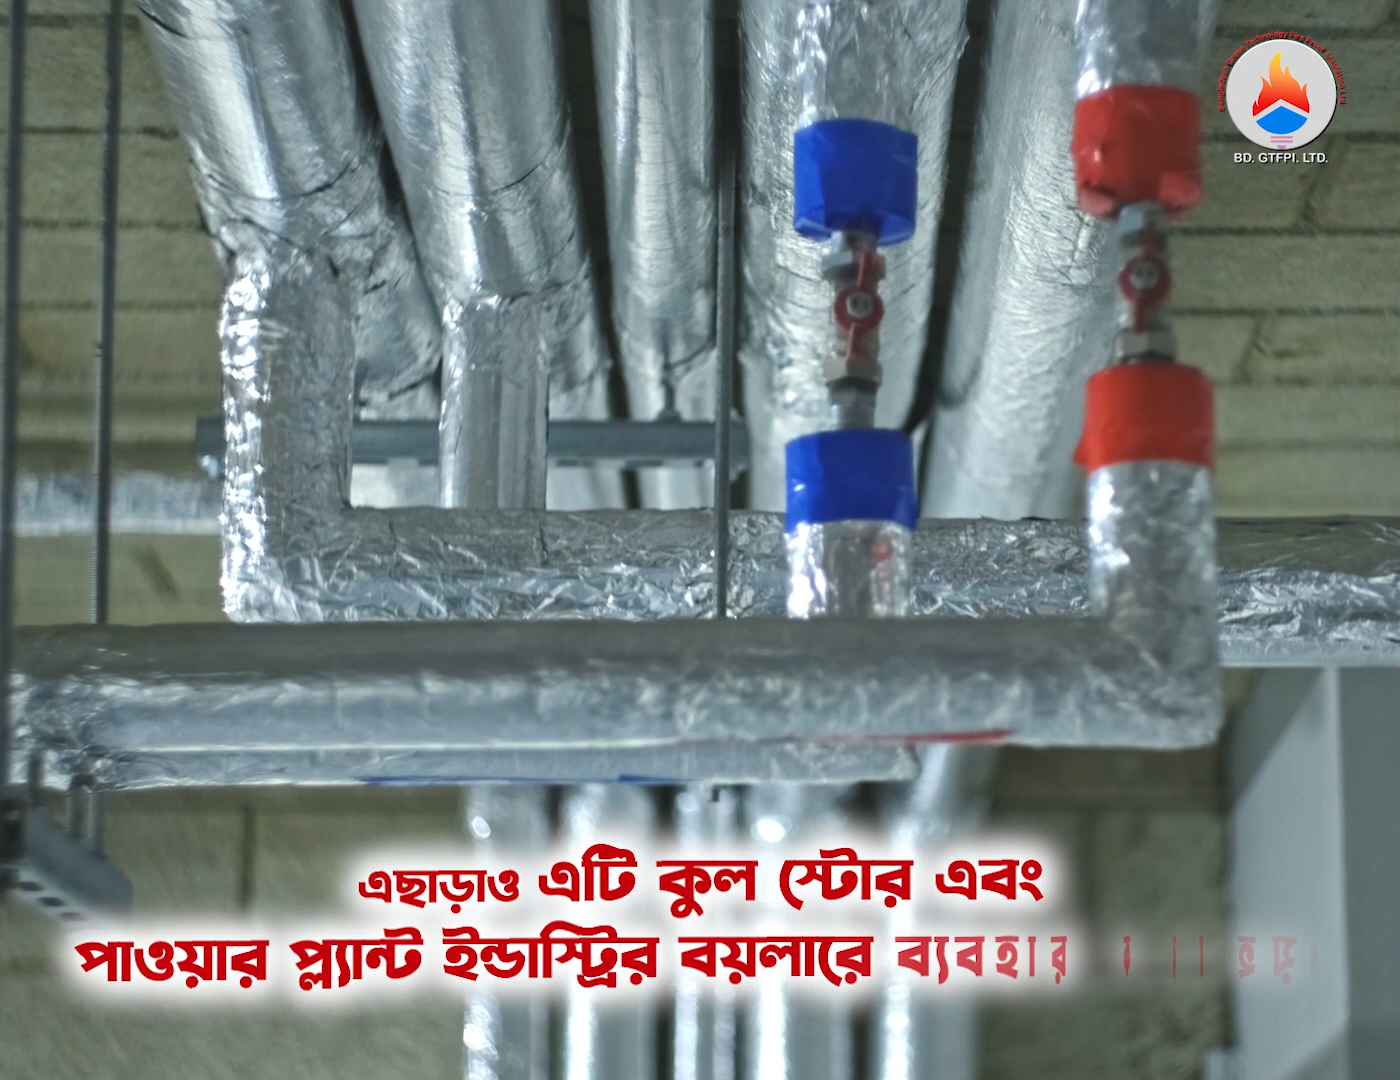 BD. GTFPI. LTD.
এছাড়াও এটি কুল স্টোর এবং
পাওয়ার প্ল্যান্ট ইন্ডাস্ট্রির বয়লারে ব্যবহার